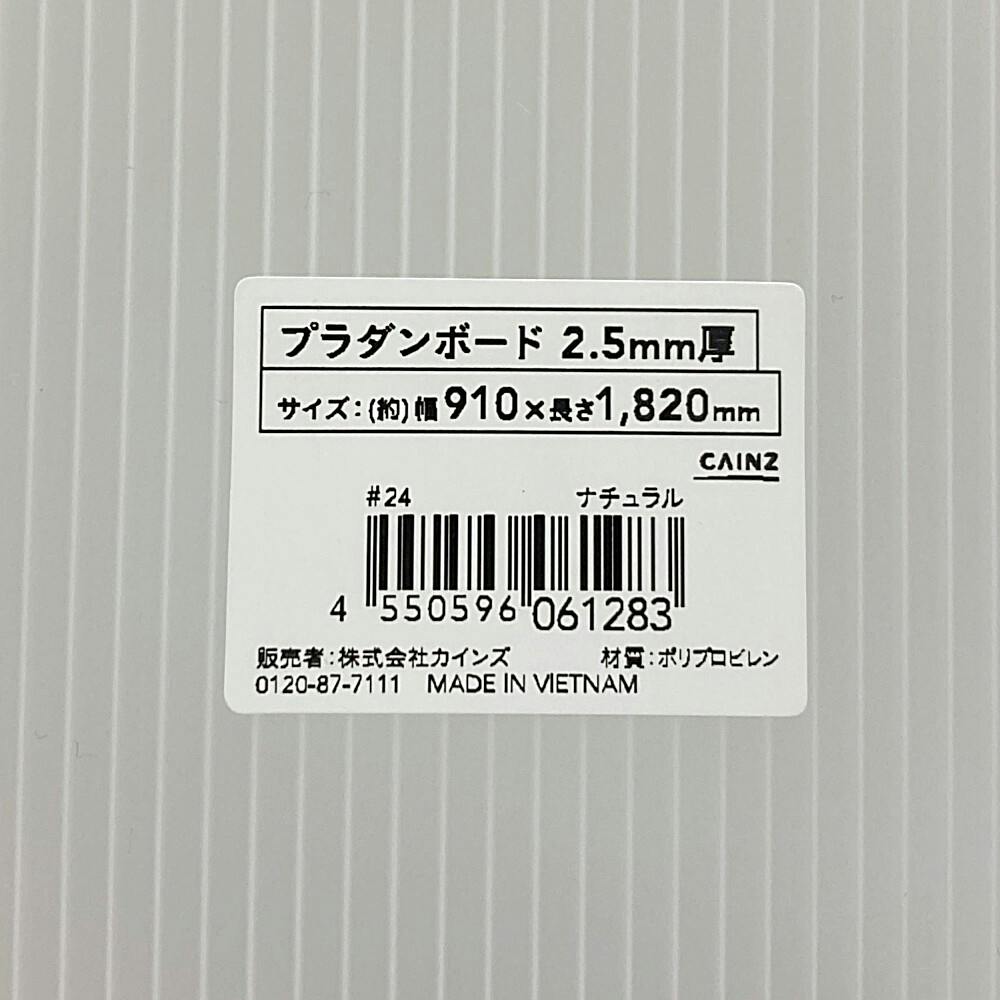 プラダンボード 2.5mm厚
サイズ：(約) 幅910×長さ1,820mm
CAINZ
#24 ナチュラル
4 550596 061283
販売者：株式会社カインズ 材質：ポリプロピレン
0120-87-7111 MADE IN VIETNAM